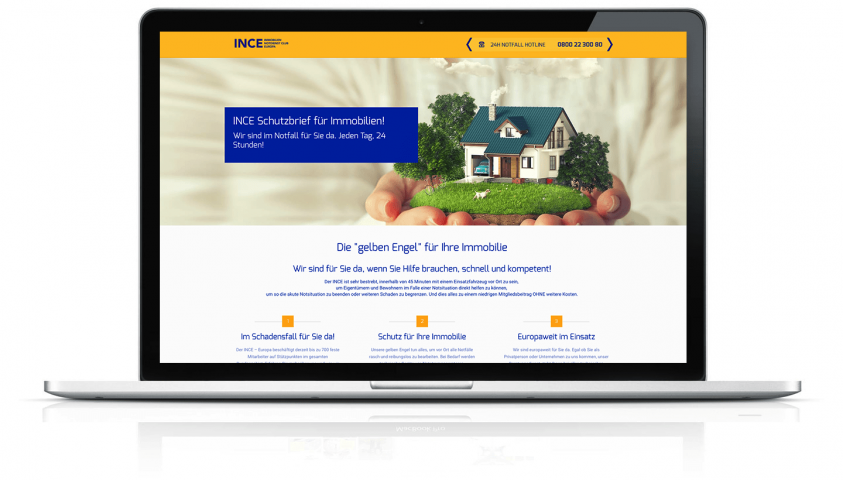 INCE IMMOBILIEN
NOTDIENST CLUB
EUROPA
24H NOTFALL HOTLINE 0800 22 300 80
INCE Schutzbrief für Immobilien!
Wir sind im Notfall für Sie da. Jeden Tag, 24
Stunden!
Die "gelben Engel" für Ihre Immobilie
Wir sind für Sie da, wenn Sie Hilfe brauchen, schnell und kompetent!
Der INCE ist sehr bestrebt, innerhalb von 45 Minuten mit einem Einsatzfahrzeug vor Ort zu sein,
um Eigentümern und Bewohnern im Falle einer Notsituation direkt helfen zu können,
um so die akute Notsituation zu beenden oder weiteren Schaden zu begrenzen. Und dies alles zu einem niedrigen Mitgliedsbeitrag OHNE weitere Kosten.
1
Im Schadensfall für Sie da!
Der INCE – Europa beschäftigt derzeit bis zu 700 feste
Mitarbeiter auf Stützpunkten im gesamten
2
Schutz für Ihre Immobilie
Unsere gelben Engel tun alles, um vor Ort alle Notfälle
rasch und reibungslos zu bearbeiten. Bei Bedarf werden
3
Europaweit im Einsatz
Wir sind europaweit für Sie da. Egal ob Sie als
Privatperson oder Unternehmen zu uns kommen, unser